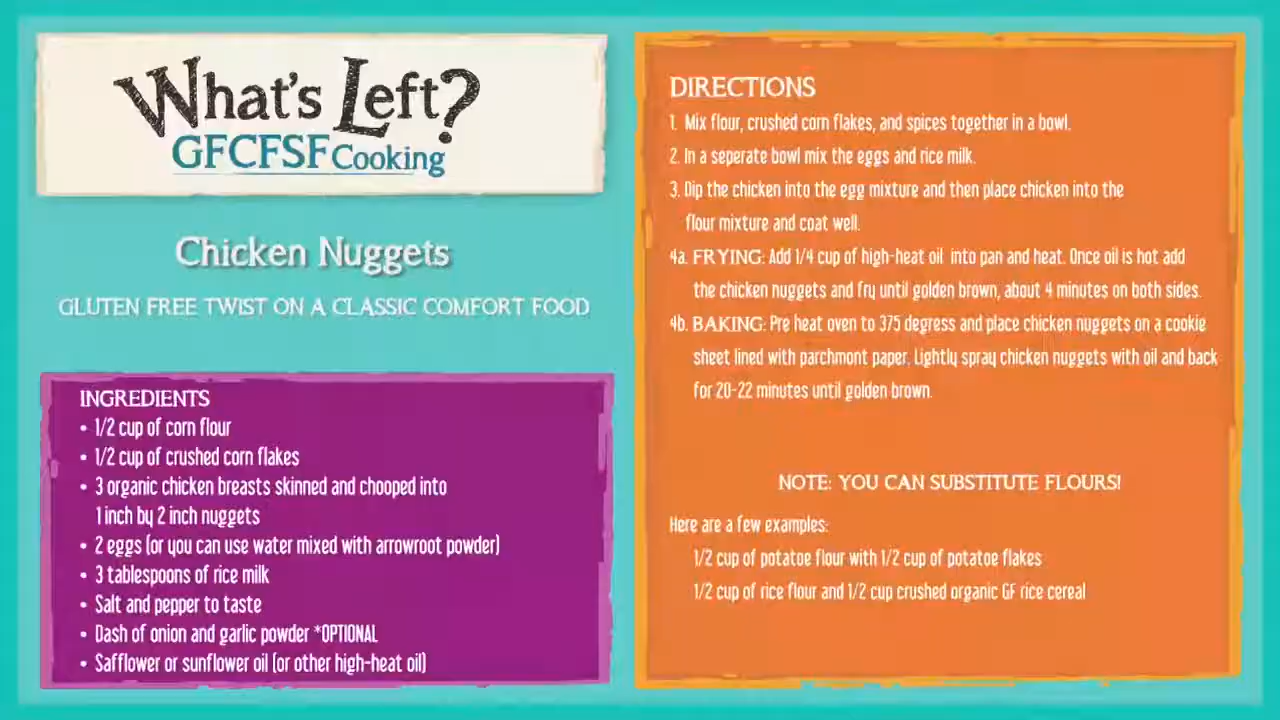 What's Left?
GFCFSF Cooking
Chicken Nuggets
GLUTEN FREE TWIST ON A CLASSIC COMFORT FOOD
INGREDIENTS
• 1/2 cup of corn flour
• 1/2 cup of crushed corn flakes
• 3 organic chicken breasts skinned and chooped into
1 inch by 2 inch nuggets
• 2 eggs (or you can use water mixed with arrowroot powder)
• 3 tablespoons of rice milk
• Salt and pepper to taste
• Dash of onion and garlic powder *OPTIONAL
• Safflower or sunflower oil (or other high-heat oil)
DIRECTIONS
1. Mix flour, crushed corn flakes, and spices together in a bowl.
2. In a seperate bowl mix the eggs and rice milk.
3. Dip the chicken into the egg mixture and then place chicken into the
flour mixture and coat well.
4a. FRYING: Add 1/4 cup of high-heat oil into pan and heat. Once oil is hot add
the chicken nuggets and fry until golden brown, about 4 minutes on both sides.
4b. BAKING: Pre heat oven to 375 degress and place chicken nuggets on a cookie
sheet lined with parchmont paper. Lightly spray chicken nuggets with oil and back
for 20-22 minutes until golden brown.
NOTE: YOU CAN SUBSTITUTE FLOURS!
Here are a few examples:
1/2 cup of potatoe flour with 1/2 cup of potatoe flakes
1/2 cup of rice flour and 1/2 cup crushed organic GF rice cereal